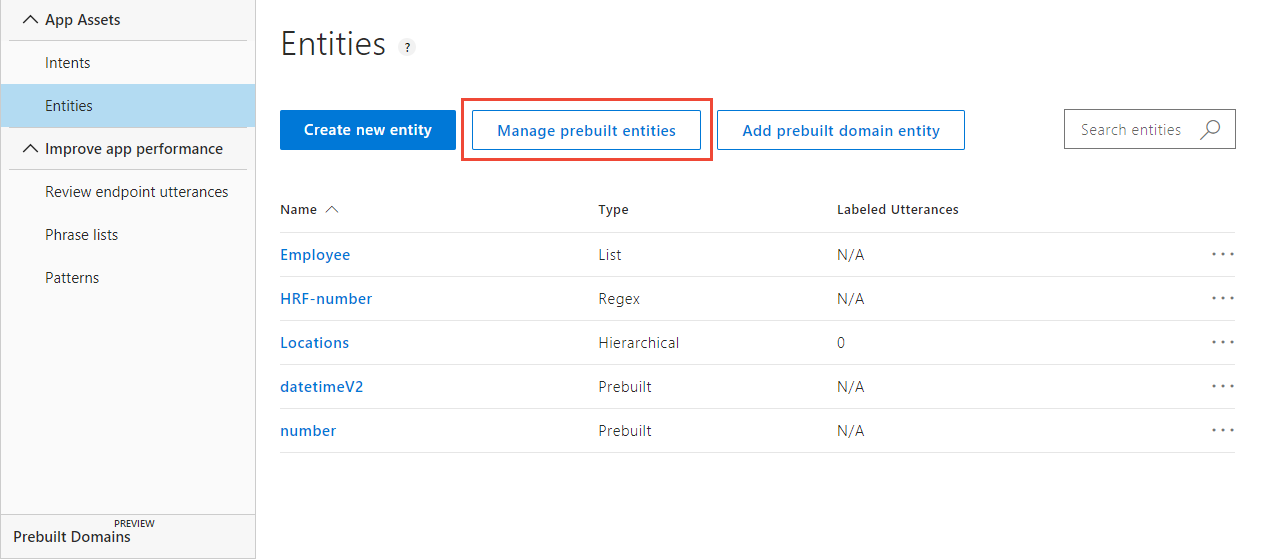 App Assets
Intents
Entities
Improve app performance
Review endpoint utterances
Phrase lists
Patterns
PREVIEW
Prebuilt Domains
Entities ?
Create new entity Manage prebuilt entities Add prebuilt domain entity Search entities
Name Type Labeled Utterances
Employee List N/A ...
HRF-number Regex N/A ...
Locations Hierarchical 0 ...
datetimeV2 Prebuilt N/A ...
number Prebuilt N/A ...